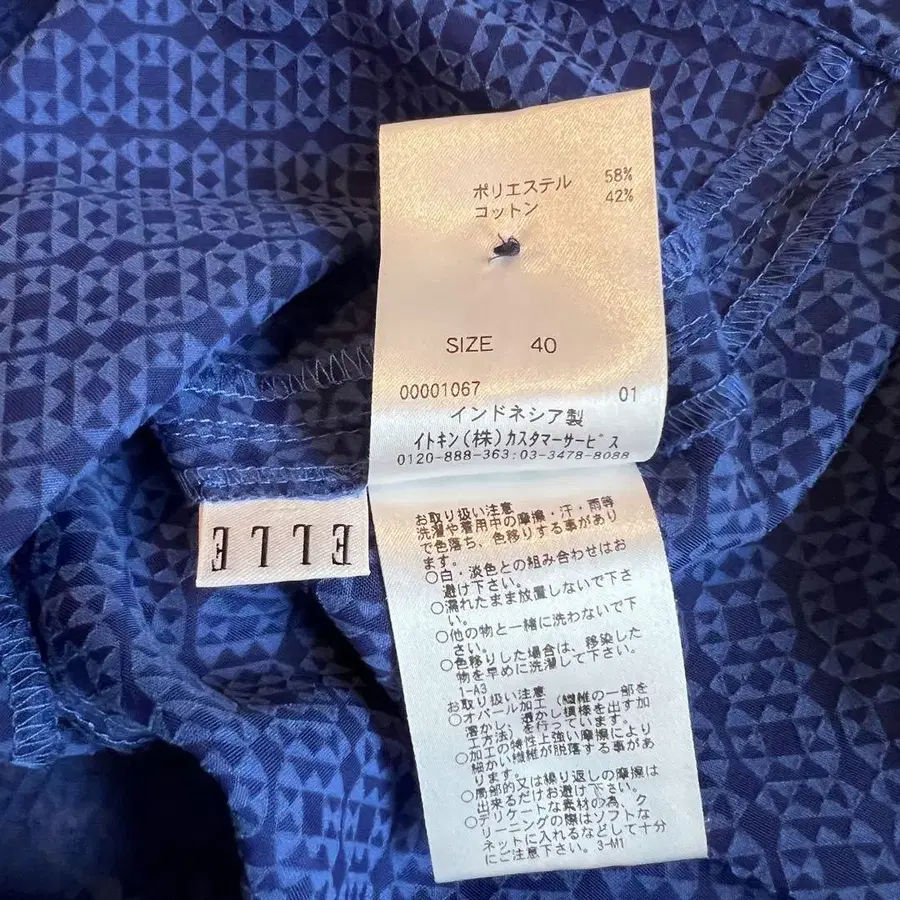 ポリエステル 58%
コットン 42%
SIZE 40
00001067 01
インドネシア製
イトキン(株)カスタマーサービス
0120-888-363:03-3478-8088
ELLE
お取り扱い注意
洗濯や着用中の摩擦・汗・雨等
で色落ち、色移りする事があり
ます。
○白・淡色との組み合わせはお
避け下さい。
○濡れたまま放置しないで下さ
い。
○他の物と一緒に洗わないで下
さい。
○色移りした場合は、移染した
物を早めに洗濯して下さい。
1-A3
お取り扱い注意
○オパール加工(繊維の一部を
溶かし、透かし模様を出す加
工方法)を行っています。
○加工の特性上強い摩擦により
細かい繊維が脱落する事があ
ります。
○局部的又は繰り返しの摩擦は
出来るだけお避け下さい。
○デリケートな素材の為、ク
リーニングの際はソフトな
ネットに入れるなどして十分
にご注意下さい。3-M1